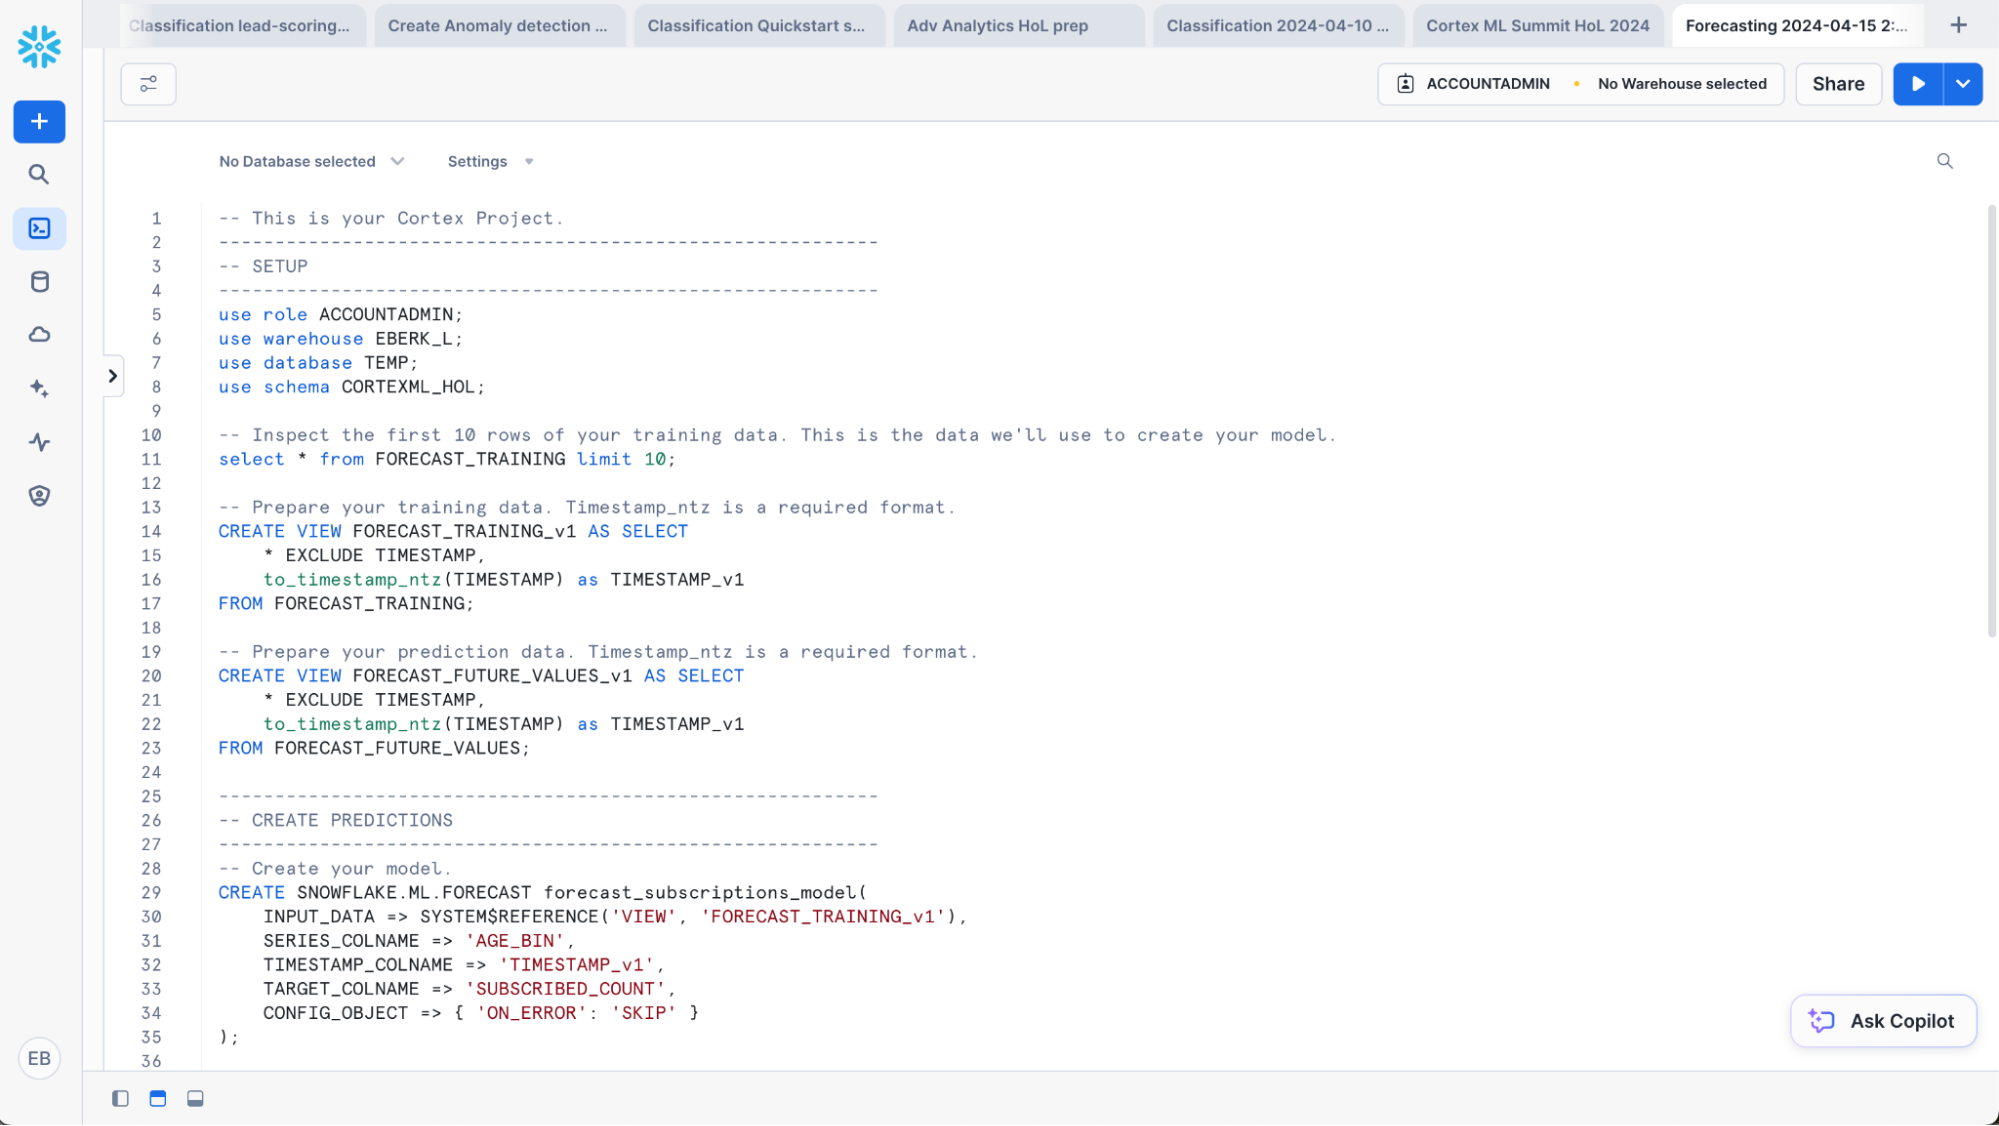 Classification lead-scoring...
Create Anomaly detection ...
Classification Quickstart s...
Adv Analytics HoL prep
Classification 2024-04-10 ...
Cortex ML Summit HoL 2024
Forecasting 2024-04-15 2:...
ACCOUNTADMIN
No Warehouse selected
Share
No Database selected
Settings
1 -- This is your Cortex Project.
2 -----------------------------------------------------------
3 -- SETUP
4 -----------------------------------------------------------
5 use role ACCOUNTADMIN;
6 use warehouse EBERK_L;
7 use database TEMP;
8 use schema CORTEXML_HOL;
9
10 -- Inspect the first 10 rows of your training data. This is the data we'll use to create your model.
11 select * from FORECAST_TRAINING limit 10;
12
13 -- Prepare your training data. Timestamp_ntz is a required format.
14 CREATE VIEW FORECAST_TRAINING_v1 AS SELECT
15     * EXCLUDE TIMESTAMP,
16     to_timestamp_ntz(TIMESTAMP) as TIMESTAMP_v1
17 FROM FORECAST_TRAINING;
18
19 -- Prepare your prediction data. Timestamp_ntz is a required format.
20 CREATE VIEW FORECAST_FUTURE_VALUES_v1 AS SELECT
21     * EXCLUDE TIMESTAMP,
22     to_timestamp_ntz(TIMESTAMP) as TIMESTAMP_v1
23 FROM FORECAST_FUTURE_VALUES;
24
25 -----------------------------------------------------------
26 -- CREATE PREDICTIONS
27 -----------------------------------------------------------
28 -- Create your model.
29 CREATE SNOWFLAKE.ML.FORECAST forecast_subscriptions_model(
30     INPUT_DATA => SYSTEM$REFERENCE('VIEW', 'FORECAST_TRAINING_v1'),
31     SERIES_COLNAME => 'AGE_BIN',
32     TIMESTAMP_COLNAME => 'TIMESTAMP_v1',
33     TARGET_COLNAME => 'SUBSCRIBED_COUNT',
34     CONFIG_OBJECT => { 'ON_ERROR': 'SKIP' }
35 );
36
Ask Copilot
EB